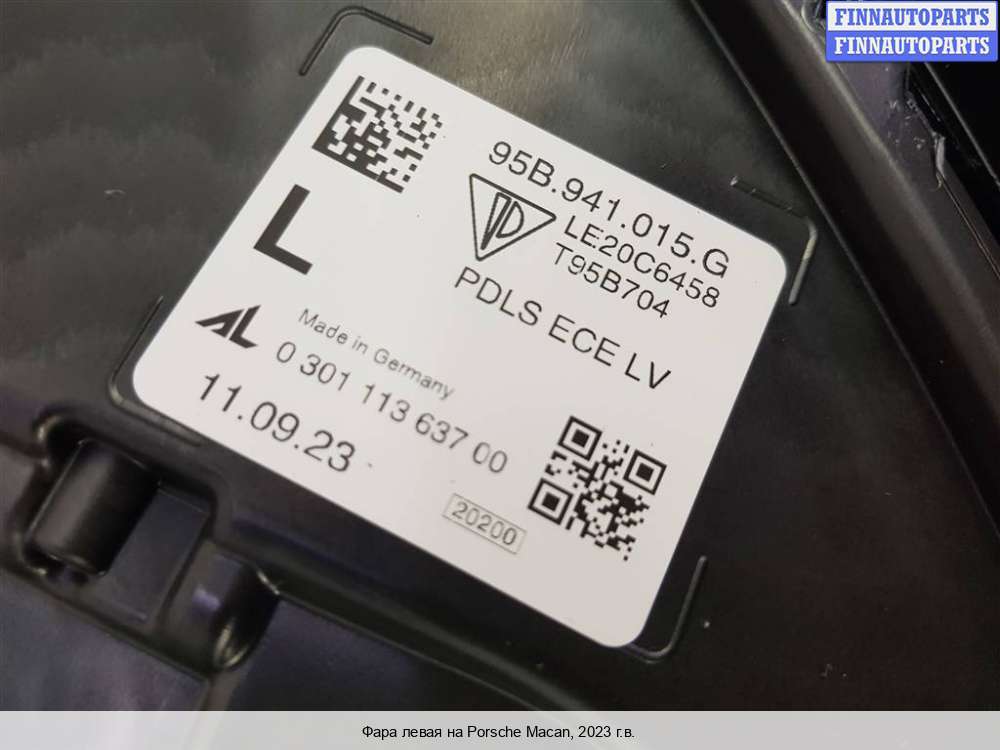 FINNAUTOPARTS
FINNAUTOPARTS
95B.941.015.G
LE20C6458
T95B704
PDLS ECE LV
L
AL
Made in Germany
0 301 113 637 00
11.09.23
20200
Фара левая на Porsche Macan, 2023 г.в.